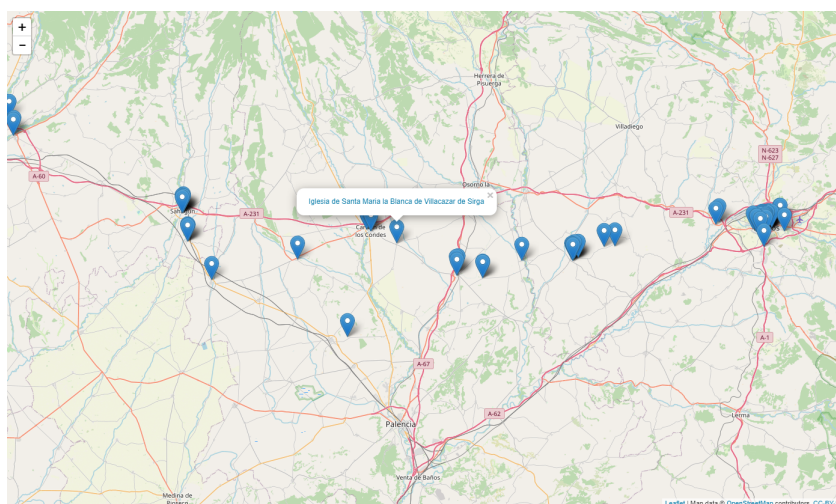 +
−
Herrera de
Pisuerga
Villadiego
N-623
N-627
A-60
Iglesia de Santa Maria la Blanca de Villacazar de Sirga
×
Osorno la
A-231
A-231
de los Condes
A-1
A-67
A-62
Lerma
Palencia
Venta de Baños
Medina de
Rioseco
Leaflet | Map data © OpenStreetMap contributors, CC-BY